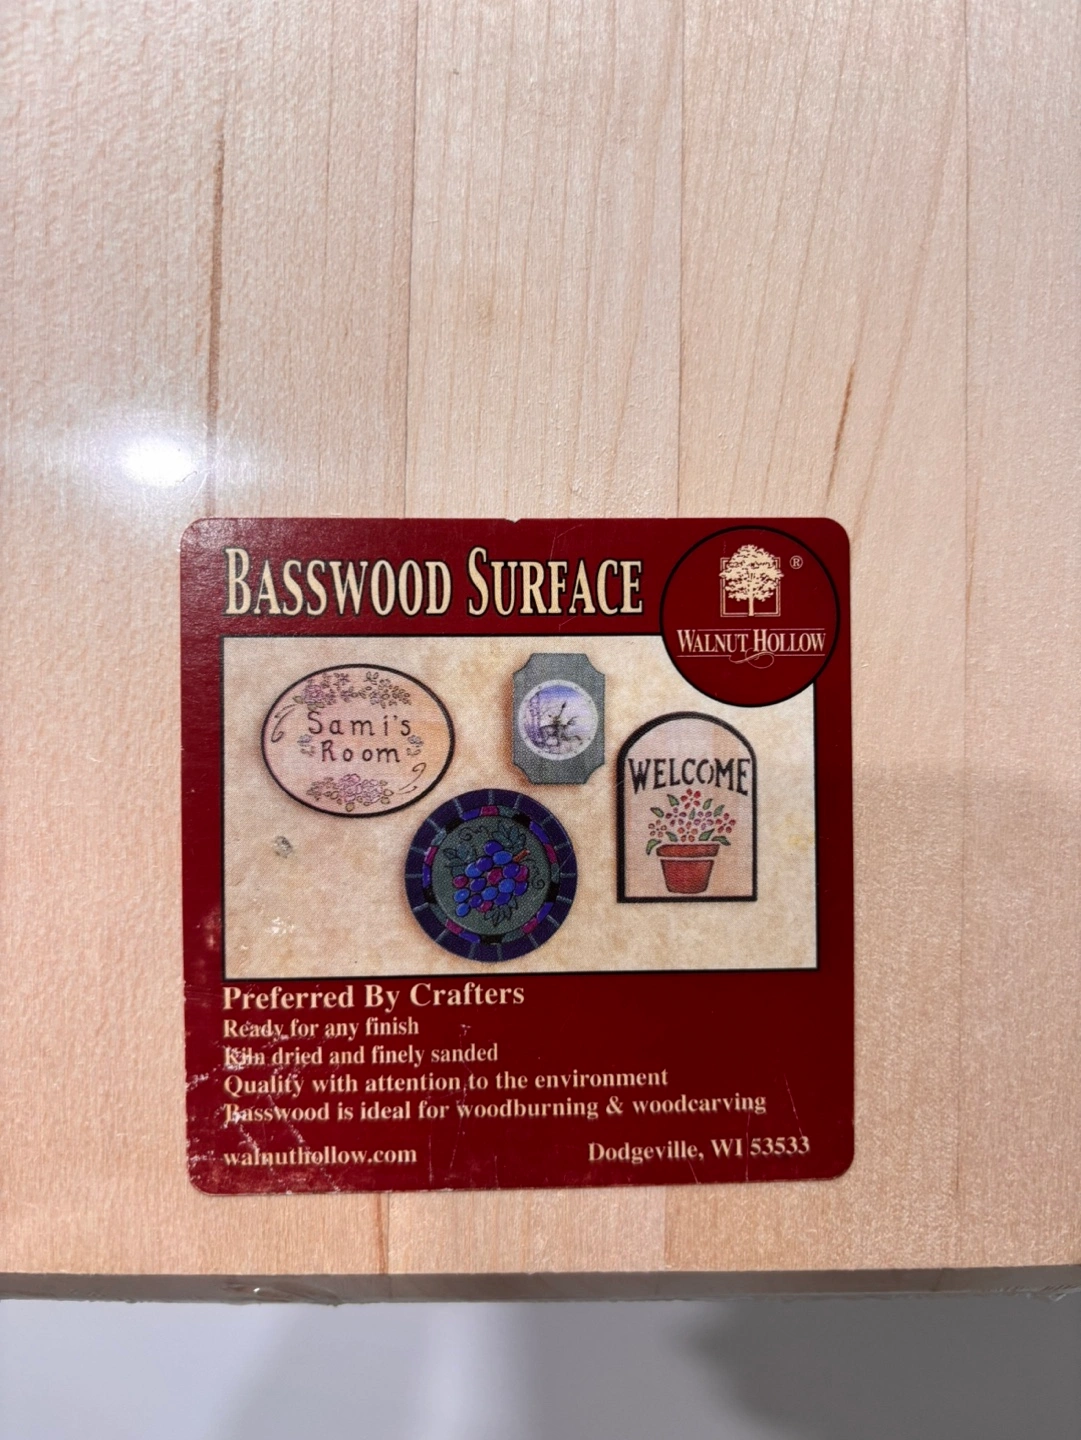 BASSWOOD SURFACE
®
WALNUT HOLLOW
Sami's
Room
WELCOME
Preferred By Crafters
Ready for any finish
Kiln dried and finely sanded
Quality with attention to the environment
Basswood is ideal for woodburning & woodcarving
walnuthollow.com
Dodgeville, WI 53533